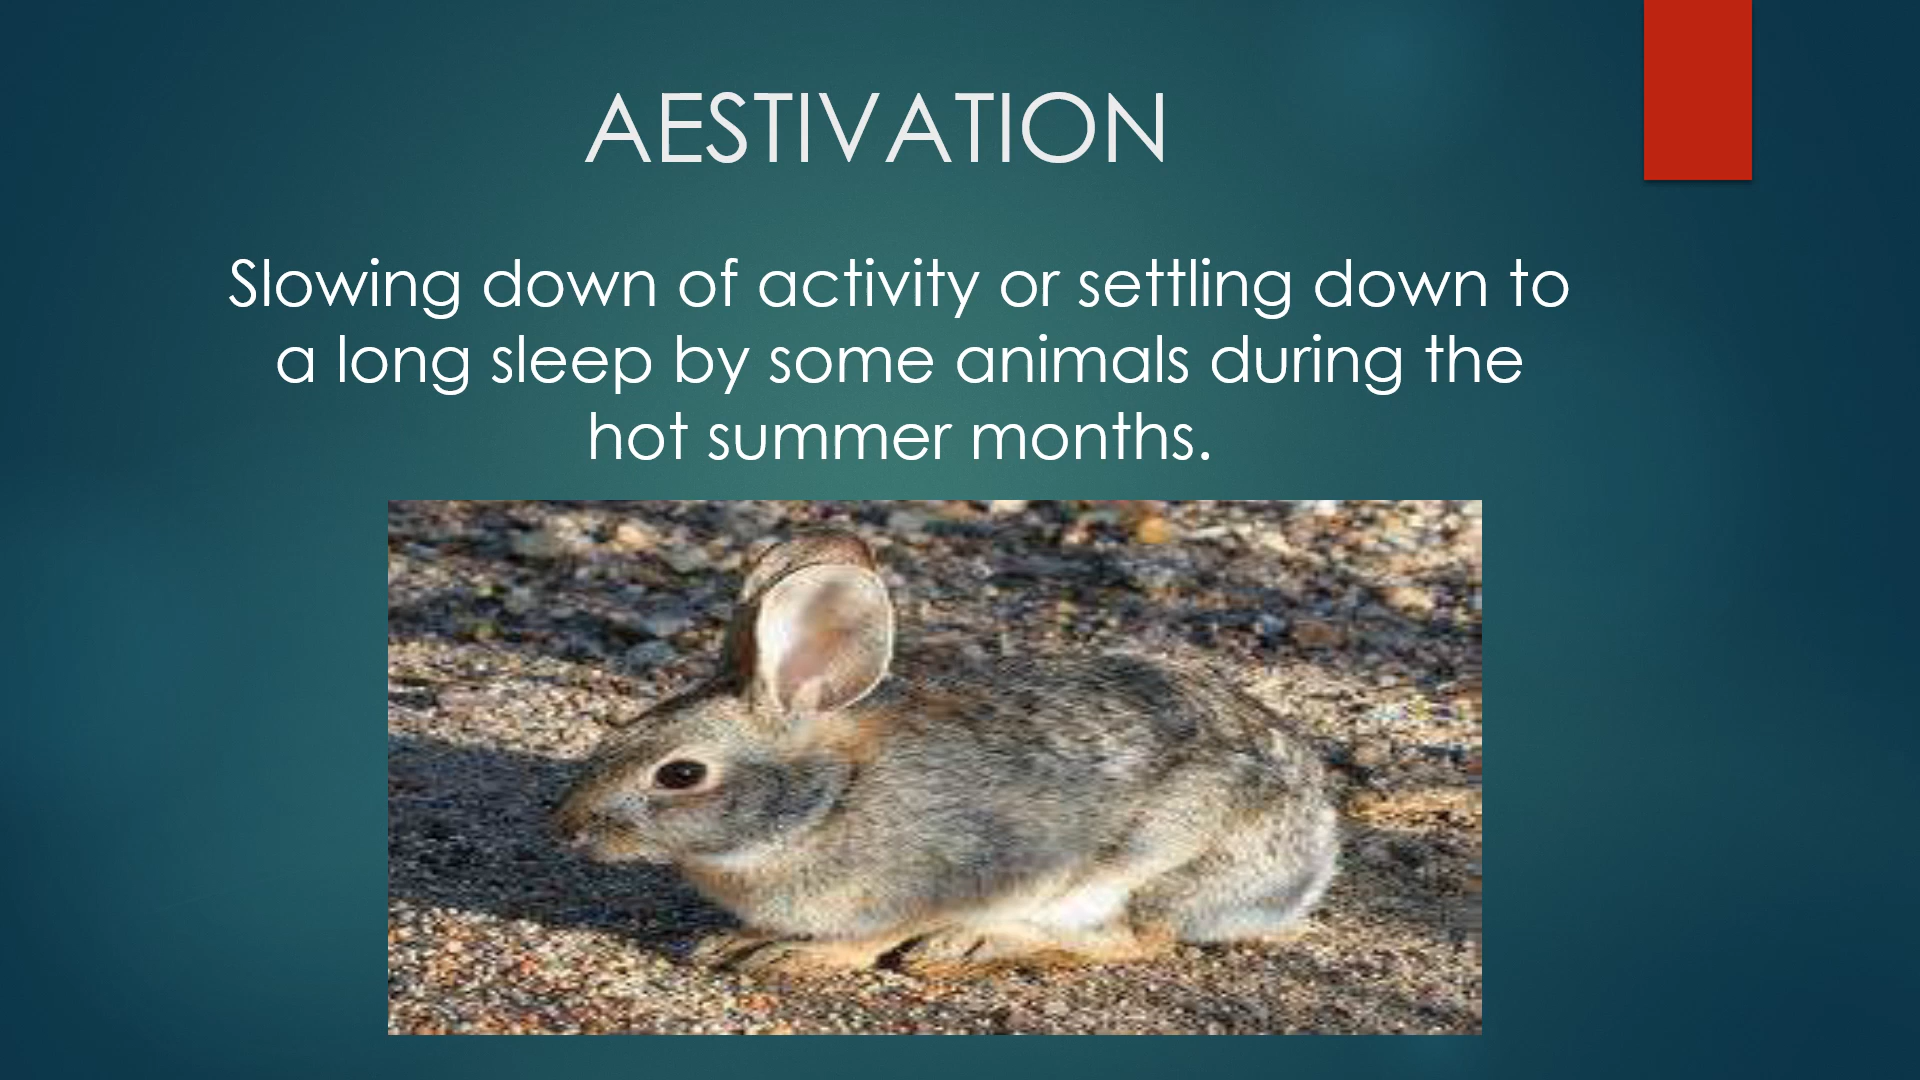 AESTIVATION
Slowing down of activity or settling down to
a long sleep by some animals during the
hot summer months.